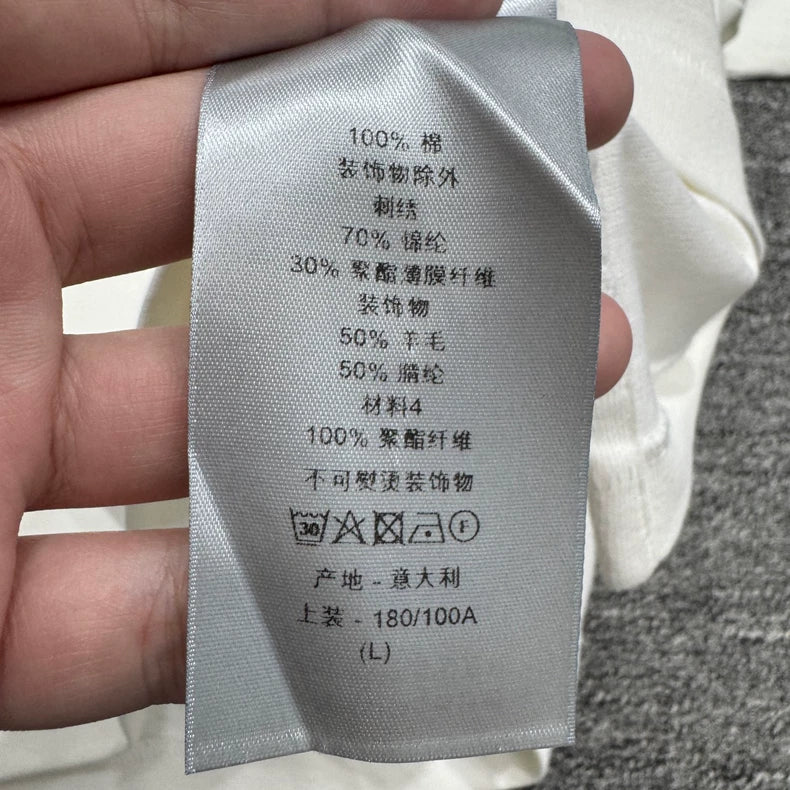 100% 棉
装饰物除外
刺绣
70% 锦纶
30% 聚酯薄膜纤维
装饰物
50% 羊毛
50% 腈纶
材料4
100% 聚酯纤维
不可熨烫装饰物
30 F
产地 - 意大利
上装 - 180/100A
(L)